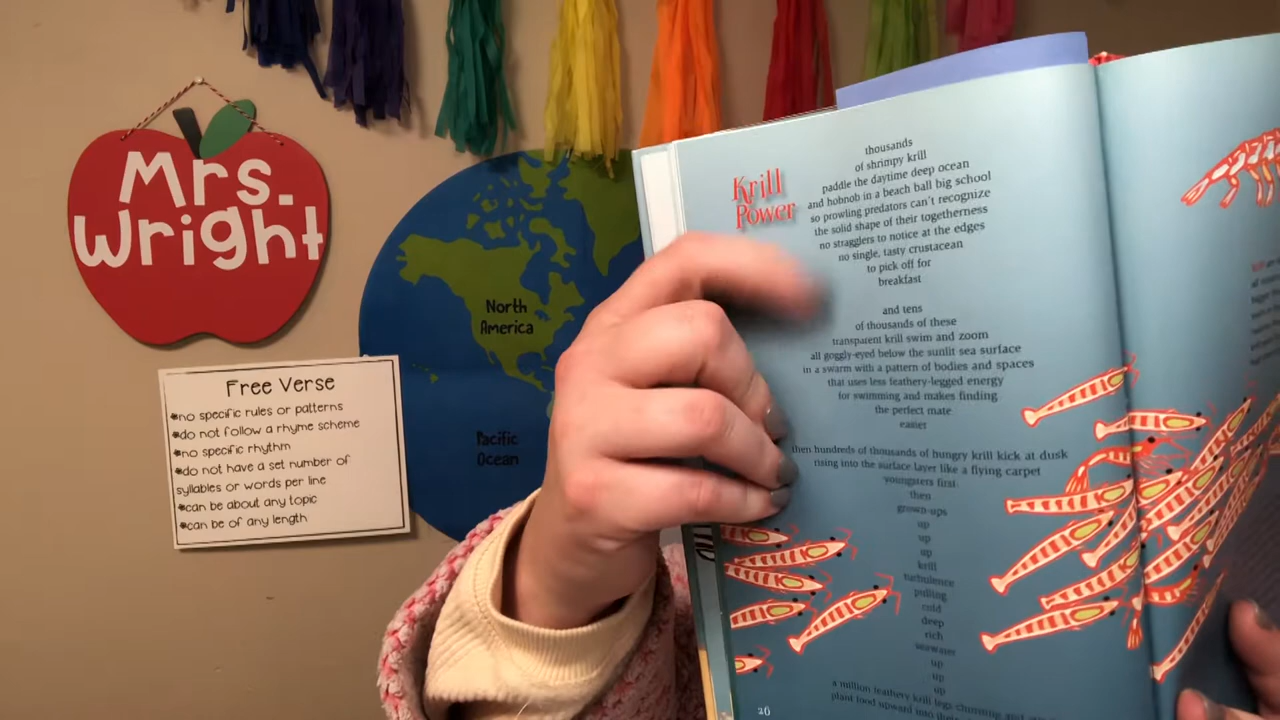 Mrs.
Wright
North
America
Pacific
Ocean
Free Verse
*no specific rules or patterns
*do not follow a rhyme scheme
*no specific rhythm
*do not have a set number of
syllables or words per line
*can be about any topic
*can be of any length
Krill
Power
thousands
of shrimpy krill
paddle the daytime deep ocean
and hobnob in a beach ball big school
so prowling predators can't recognize
the solid shape of their togetherness
no stragglers to notice at the edges
no single, tasty crustacean
to pick off for
breakfast
and tens
of thousands of these
transparent krill swim and zoom
all goggly-eyed below the sunlit sea surface
in a swarm with a pattern of bodies and spaces
that uses less feathery-legged energy
for swimming and makes finding
the perfect mate
easier
then hundreds of thousands of hungry krill kick at dusk
rising into the surface layer like a flying carpet
youngsters first
then
grown-ups
up
up
up
krill
turbulence
pulling
cold
deep
rich
seawater
up
up
up
a million feathery krill legs, churning and
plant food upward into their
26